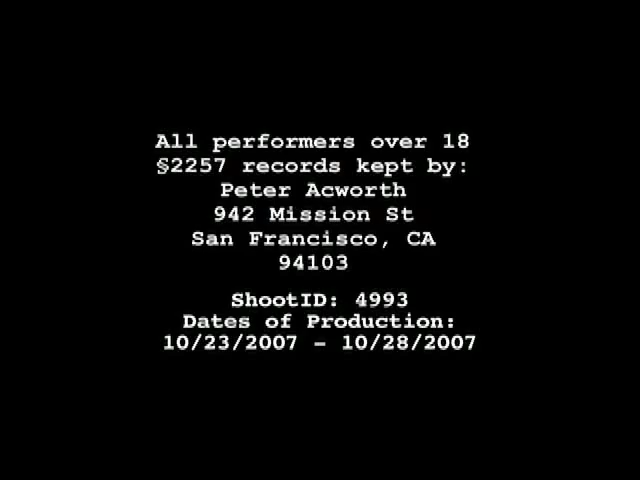 All performers over 18
§2257 records kept by:
Peter Acworth
942 Mission St
San Francisco, CA
94103
ShootID: 4993
Dates of Production:
10/23/2007 - 10/28/2007